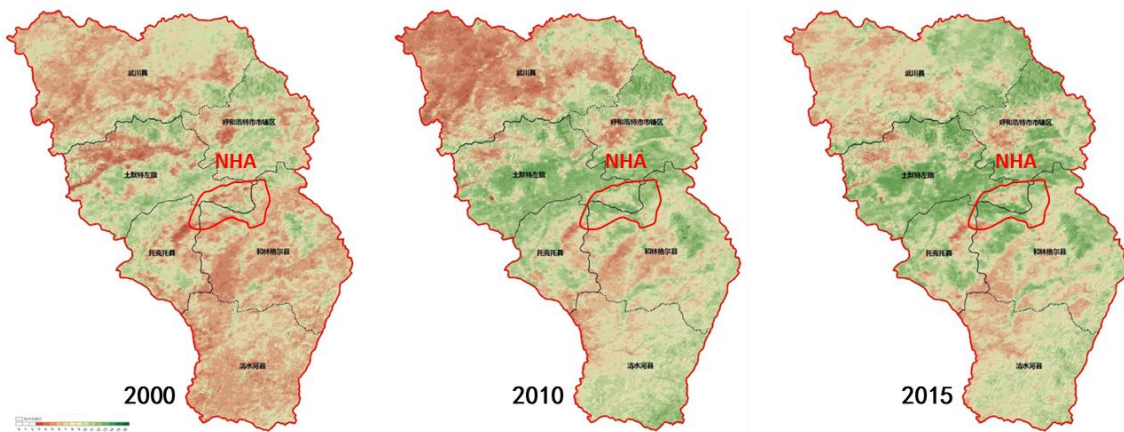 武川县
呼和浩特市市辖区
土默特左旗
NHA
托克托县
和林格尔县
清水河县
2000
武川县
呼和浩特市市辖区
土默特左旗
NHA
托克托县
和林格尔县
清水河县
2010
武川县
呼和浩特市市辖区
土默特左旗
NHA
托克托县
和林格尔县
清水河县
2015